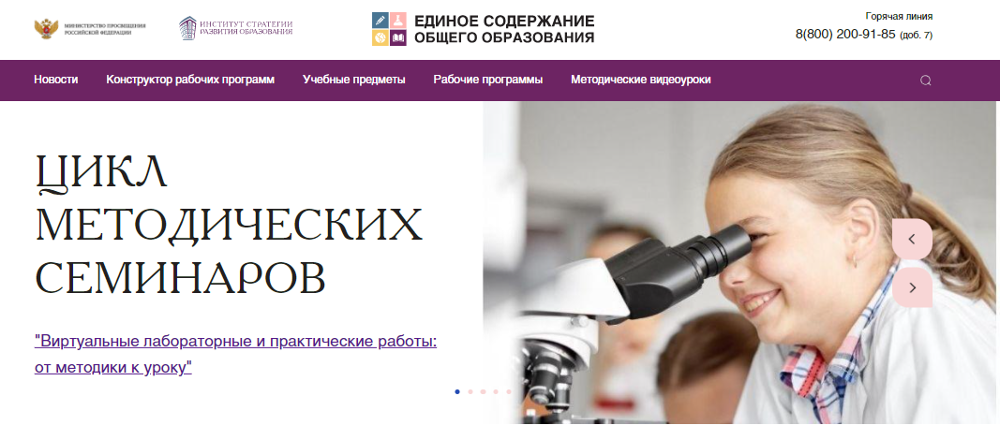 МИНИСТЕРСТВО ПРОСВЕЩЕНИЯ
РОССИЙСКОЙ ФЕДЕРАЦИИ
ИНСТИТУТ СТРАТЕГИИ
РАЗВИТИЯ ОБРАЗОВАНИЯ
ЕДИНОЕ СОДЕРЖАНИЕ
ОБЩЕГО ОБРАЗОВАНИЯ
Горячая линия
8(800) 200-91-85 (доб. 7)
Новости Конструктор рабочих программ Учебные предметы Рабочие программы Методические видеоуроки
ЦИКЛ
МЕТОДИЧЕСКИХ
СЕМИНАРОВ
"Виртуальные лабораторные и практические работы:
от методики к уроку"